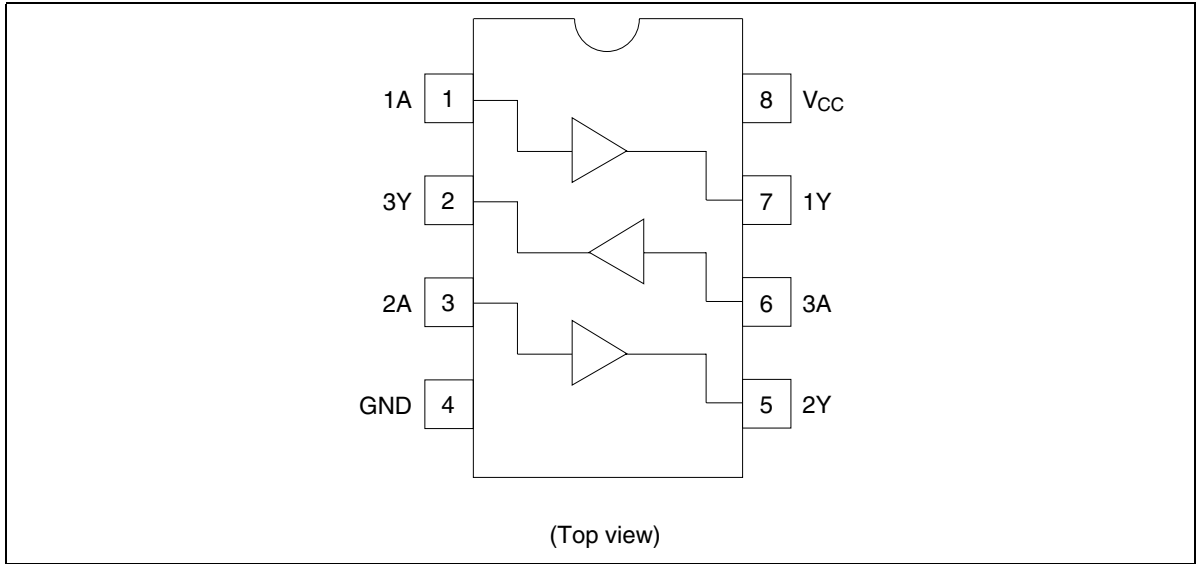 1A 1 8 VCC
3Y 2 7 1Y
2A 3 6 3A
GND 4 5 2Y
(Top view)